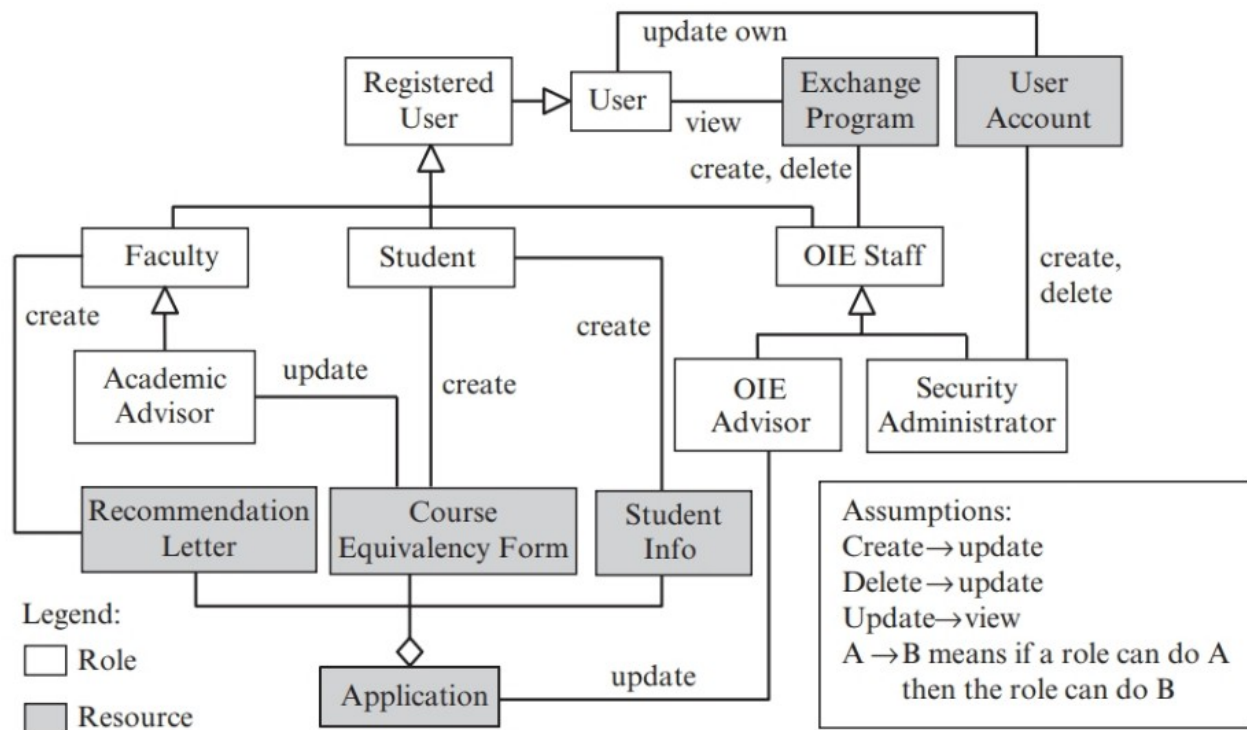 update own
Registered
User
User
Exchange
Program
User
Account
view
create, delete
Faculty
Student
OIE Staff
create,
delete
create
create
Academic
Advisor
update
create
OIE
Advisor
Security
Administrator
Recommendation
Letter
Course
Equivalency Form
Student
Info
Assumptions:
Create→update
Delete→update
Update→view
A →B means if a role can do A
then the role can do B
Legend:
Role
Resource
Application
update